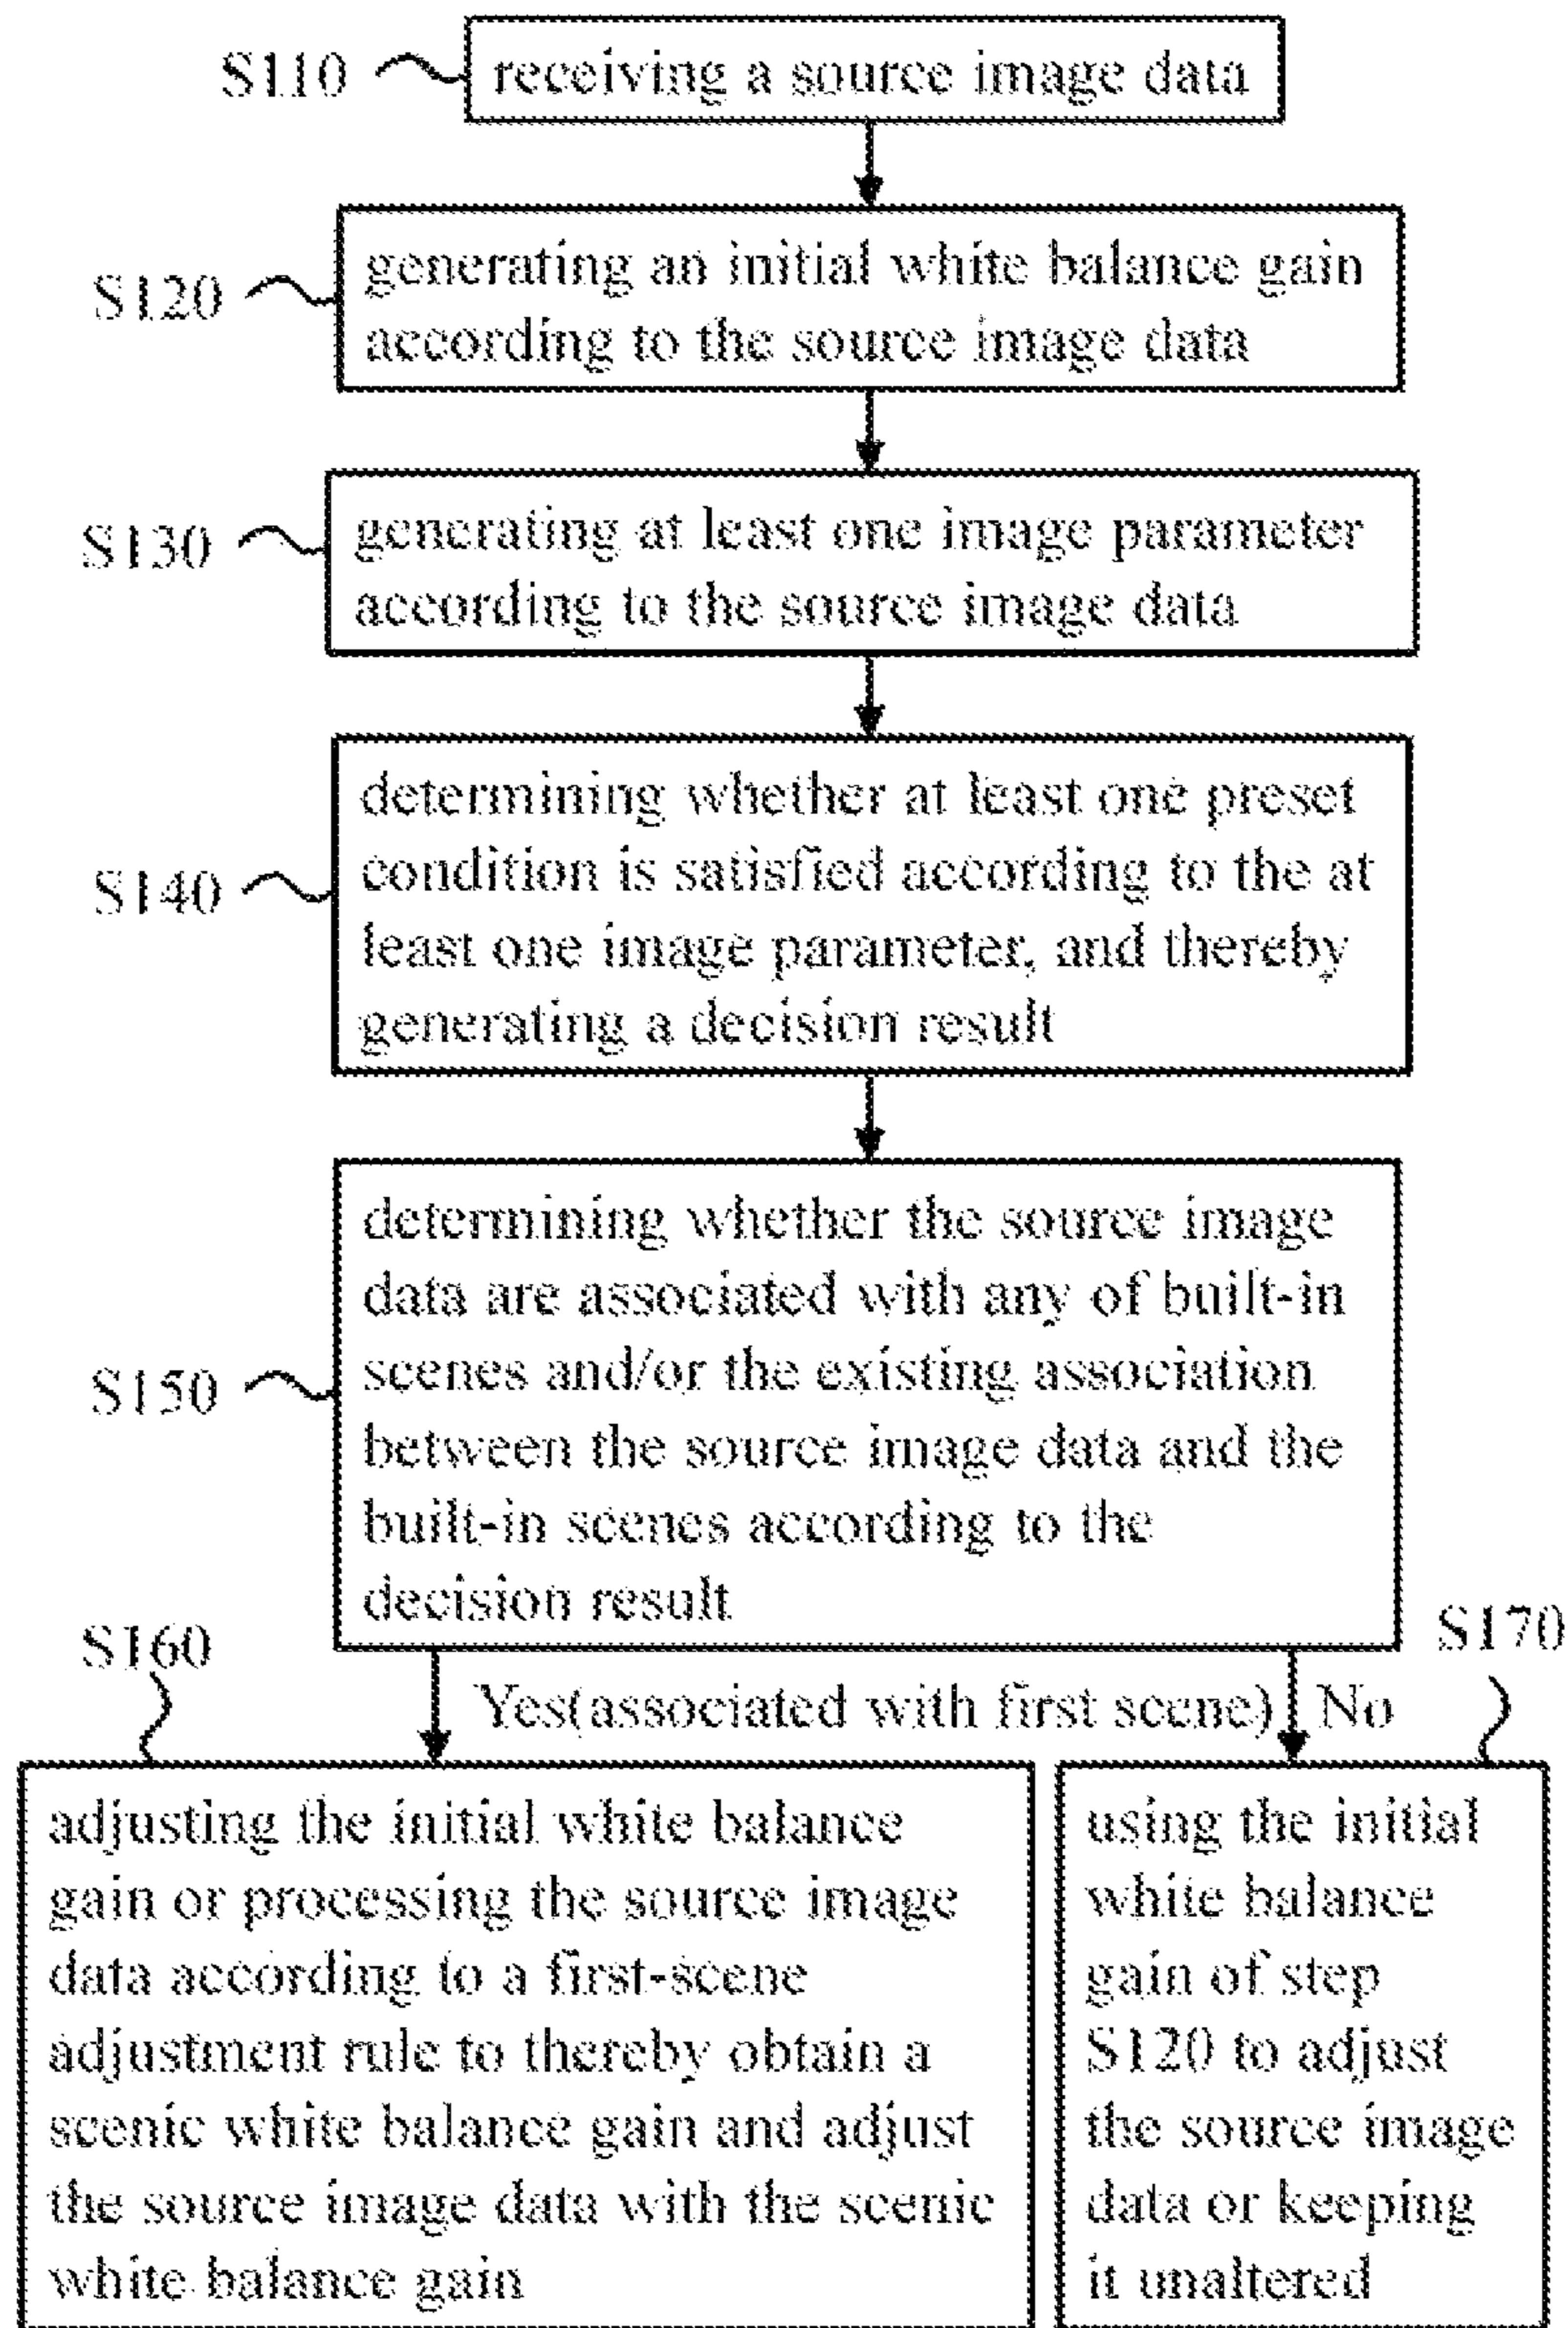 S110
receiving a source image data
S120
generating an initial white balance gain
according to the source image data
S130
generating at least one image parameter
according to the source image data
S140
determining whether at least one preset
condition is satisfied according to the at
least one image parameter, and thereby
generating a decision result
S150
determining whether the source image
data are associated with any of built-in
scenes and/or the existing association
between the source image data and the
built-in scenes according to the
decision result
S160
Yes(associated with first scene)
No
S170
adjusting the initial white balance
gain or processing the source image
data according to a first-scene
adjustment rule to thereby obtain a
scenic white balance gain and adjust
the source image data with the scenic
white balance gain
using the initial
white balance
gain of step
S120 to adjust
the source image
data or keeping
it unaltered